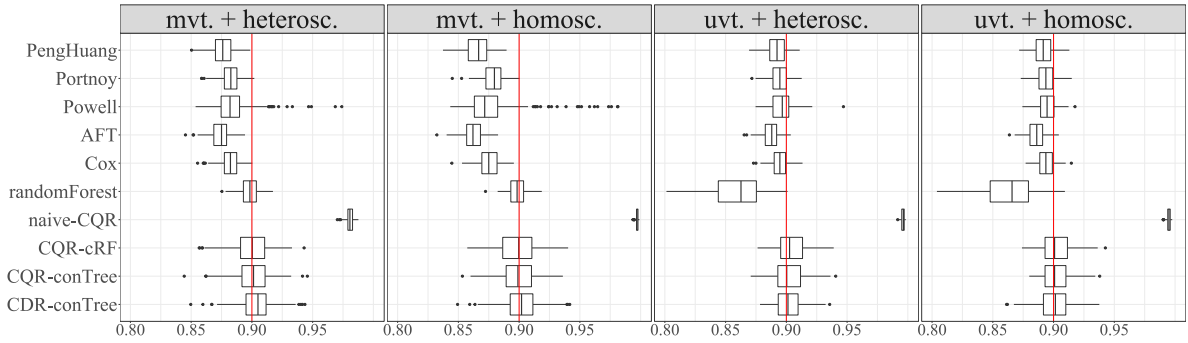 mvt. + heterosc. mvt. + homosc. uvt. + heterosc. uvt. + homosc.
PengHuang
Portnoy
Powell
AFT
Cox
randomForest
naive-CQR
CQR-cRF
CQR-conTree
CDR-conTree
0.80 0.85 0.90 0.95 0.80 0.85 0.90 0.95 0.80 0.85 0.90 0.95 0.80 0.85 0.90 0.95